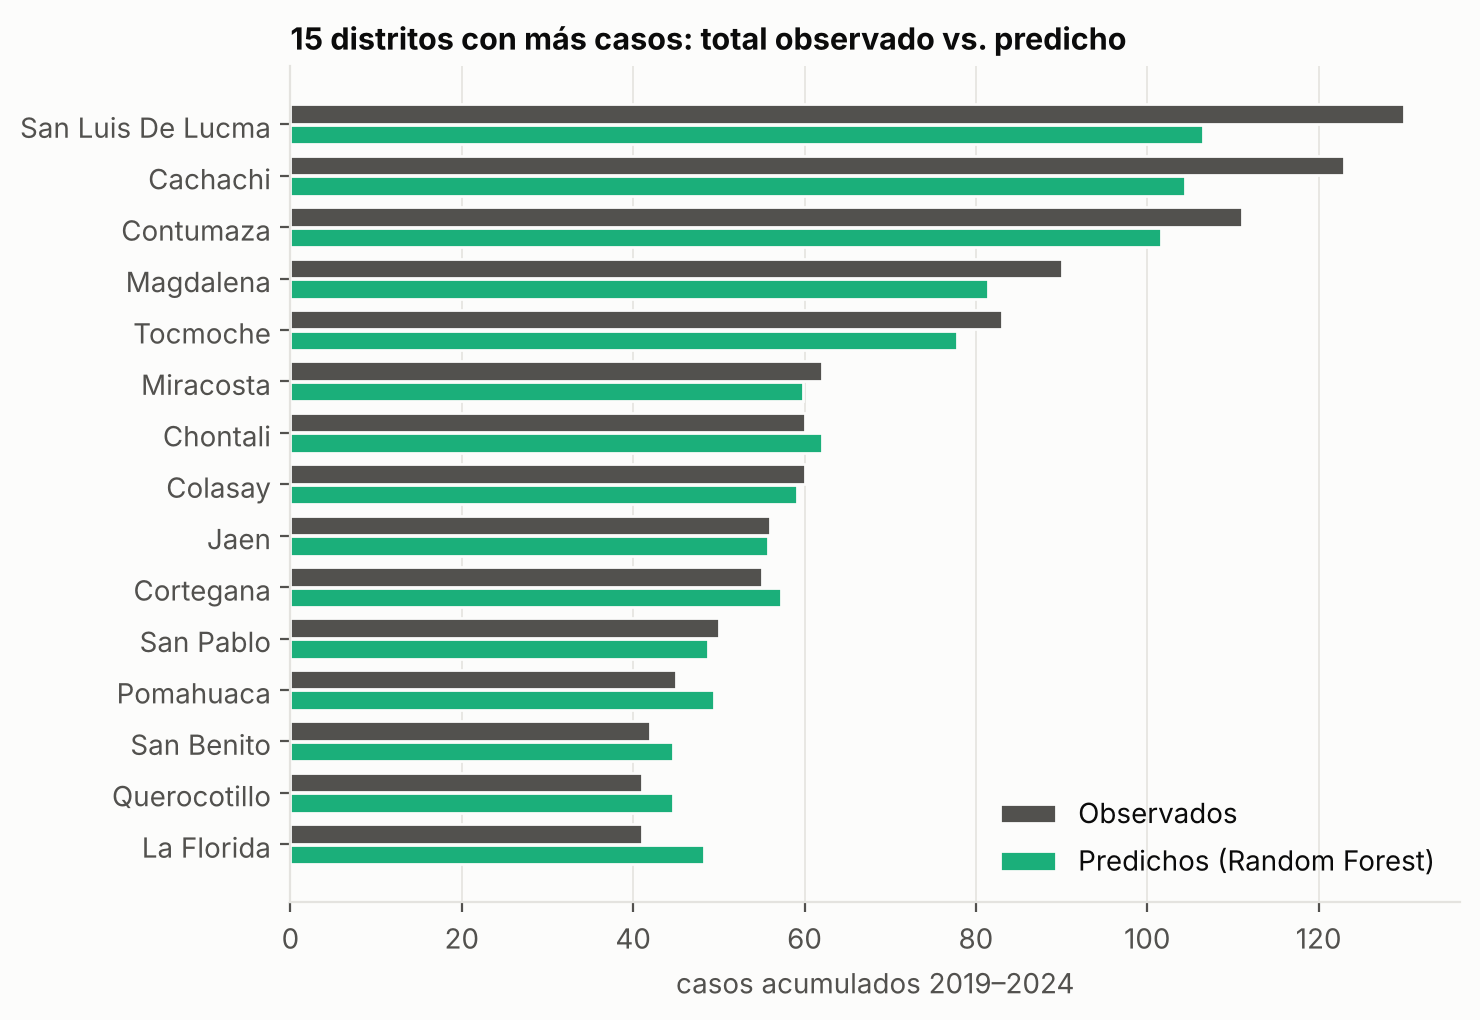 15 distritos con más casos: total observado vs. predicho
San Luis De Lucma
Cachachi
Contumaza
Magdalena
Tocmoche
Miracosta
Chontali
Colasay
Jaen
Cortegana
San Pablo
Pomahuaca
San Benito
Querocotillo
La Florida
Observados
Predichos (Random Forest)
0 20 40 60 80 100 120
casos acumulados 2019–2024